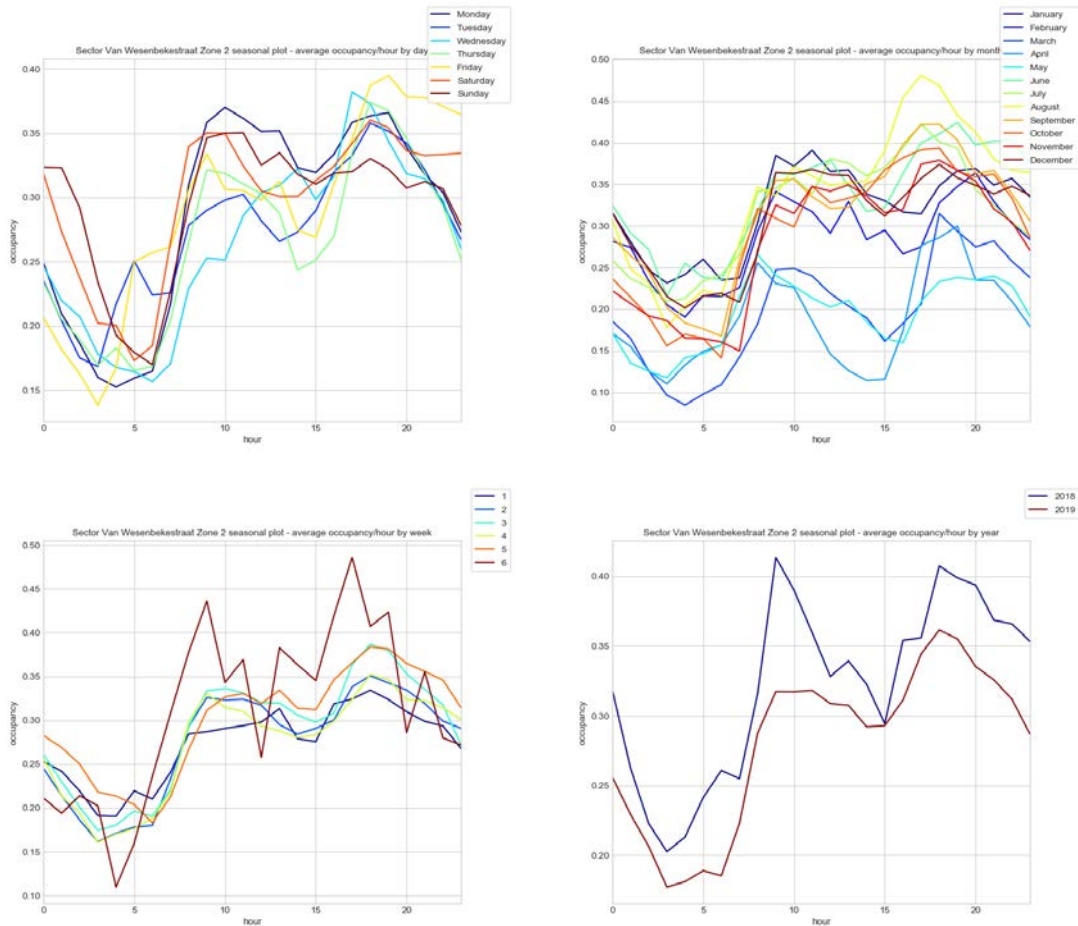 Monday
Tuesday
Wednesday
Thursday
Friday
Saturday
Sunday
Sector Van Wesenbekestraat Zone 2 seasonal plot - average occupancy/hour by day
0.40
0.35
0.30
0.25
0.20
0.15
occupancy
0
5
10
15
20
hour
January
February
March
April
May
June
July
August
September
October
November
December
Sector Van Wesenbekestraat Zone 2 seasonal plot - average occupancy/hour by month
0.50
0.45
0.40
0.35
0.30
0.25
0.20
0.15
0.10
occupancy
0
5
10
15
20
hour
1
2
3
4
5
6
Sector Van Wesenbekestraat Zone 2 seasonal plot - average occupancy/hour by week
0.50
0.45
0.40
0.35
0.30
0.25
0.20
0.15
0.10
occupancy
0
5
10
15
20
hour
2018
2019
Sector Van Wesenbekestraat Zone 2 seasonal plot - average occupancy/hour by year
0.40
0.35
0.30
0.25
0.20
occupancy
0
5
10
15
20
hour